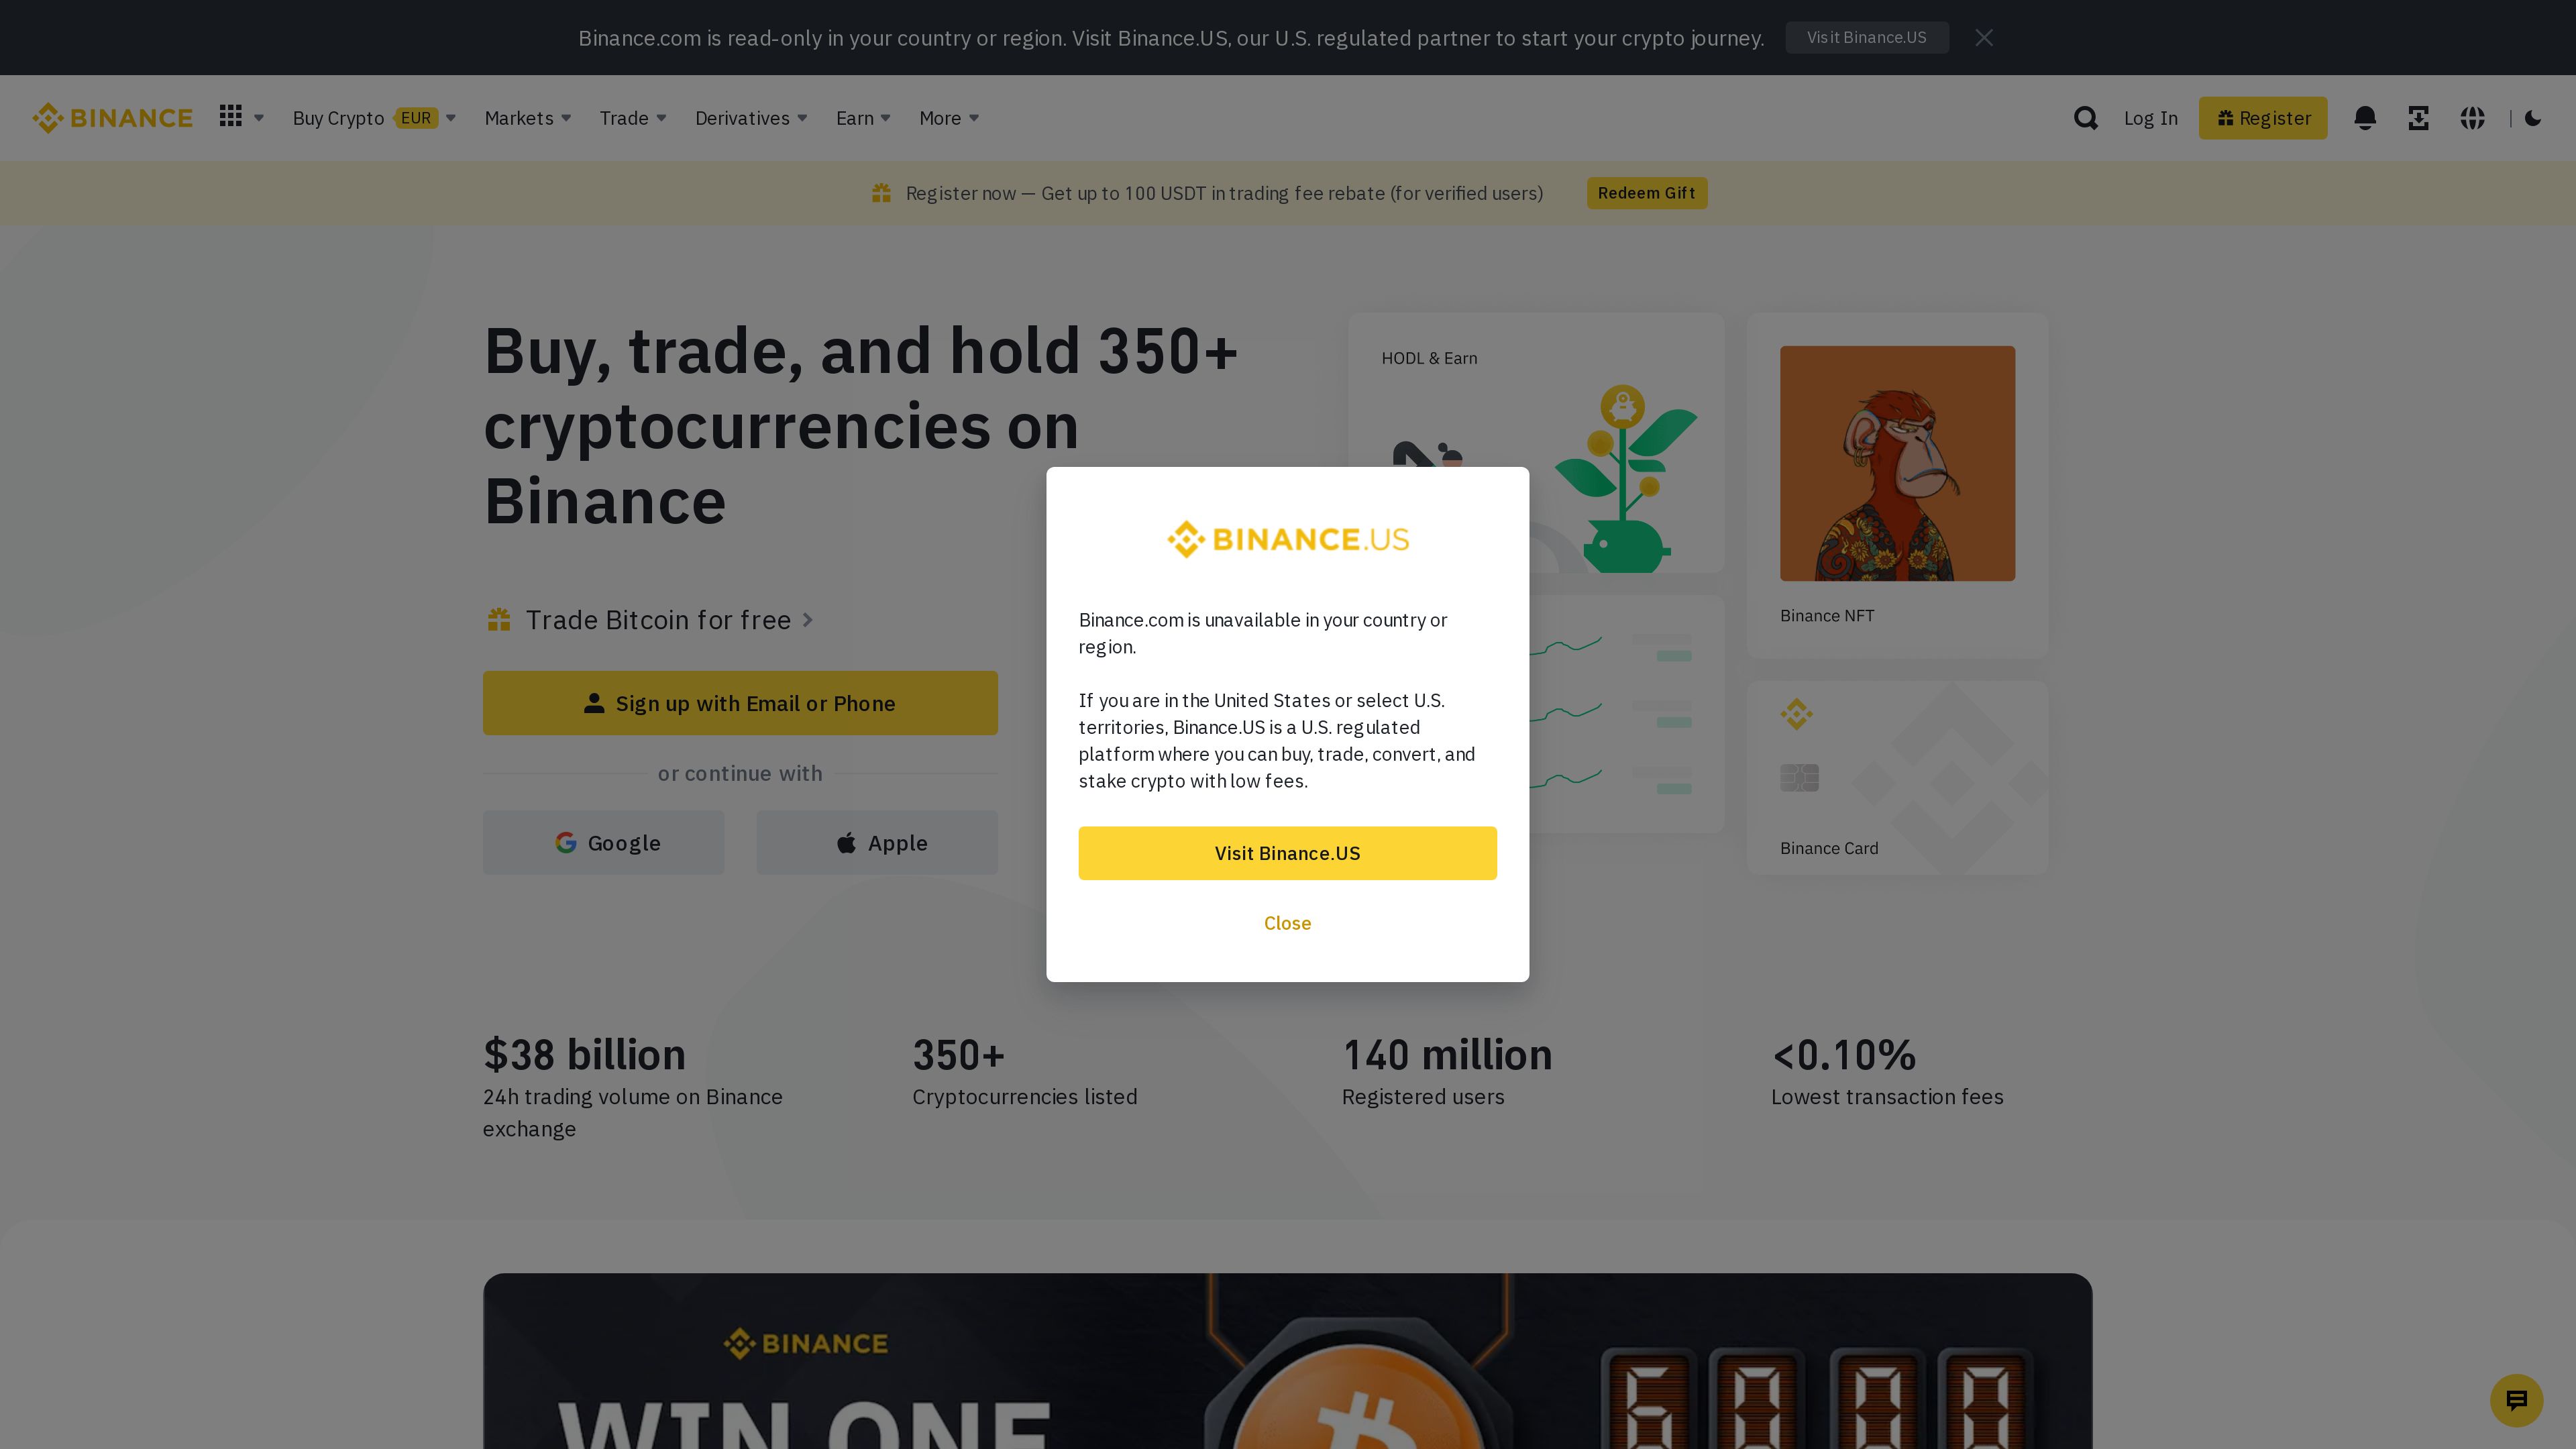 Binance.com is read-only in your country or region. Visit Binance.US, our U.S. regulated partner to start your crypto journey. Visit Binance.US
BINANCE Buy Crypto EUR Markets Trade Derivatives Earn More Log In Register
Register now — Get up to 100 USDT in trading fee rebate (for verified users) Redeem Gift
Buy, trade, and hold 350+
cryptocurrencies on
Binance
Trade Bitcoin for free
Sign up with Email or Phone
or continue with
Google Apple
HODL & Earn
Binance NFT
Binance Card
BINANCE.US
Binance.com is unavailable in your country or
region.
If you are in the United States or select U.S.
territories, Binance.US is a U.S. regulated
platform where you can buy, trade, convert, and
stake crypto with low fees.
Visit Binance.US
Close
$38 billion
24h trading volume on Binance
exchange
350+
Cryptocurrencies listed
140 million
Registered users
<0.10%
Lowest transaction fees
BINANCE
WIN ONE